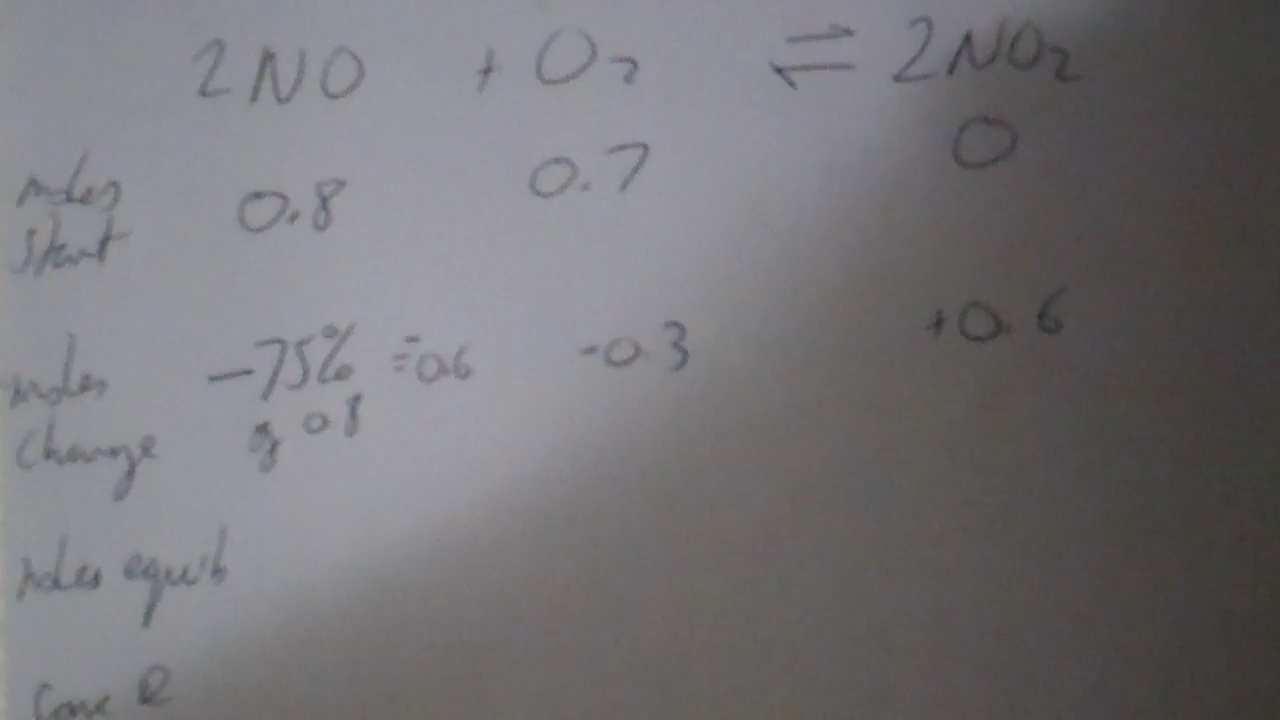 2NO + O2 ⇌ 2NO2
moles start 0.8 0.7 0
moles change -75% =0.6 -0.3 +0.6
0.8
moles equib
conc @